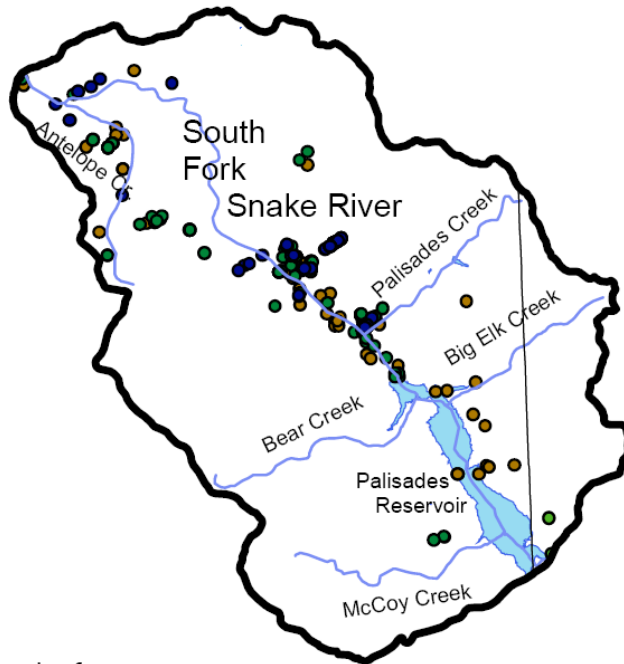 South
Fork
Antelope Cr.
Snake River
Palisades Creek
Big Elk Creek
Bear Creek
Palisades
Reservoir
McCoy Creek